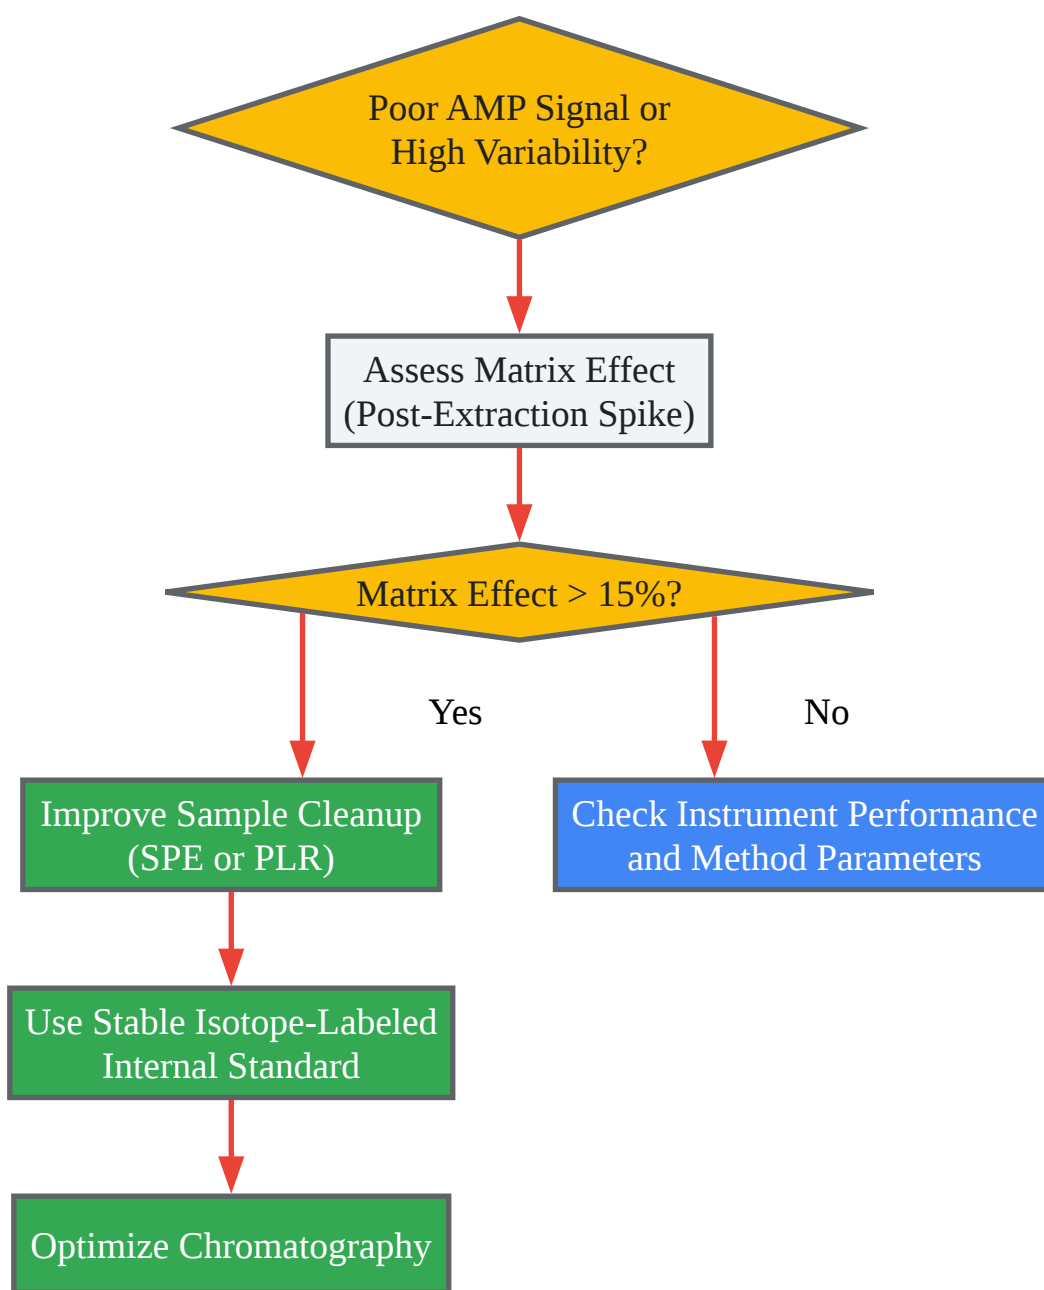 Poor AMP Signal or
High Variability?
Assess Matrix Effect
(Post-Extraction Spike)
Matrix Effect > 15%?
Yes
No
Improve Sample Cleanup
(SPE or PLR)
Check Instrument Performance
and Method Parameters
Use Stable Isotope-Labeled
Internal Standard
Optimize Chromatography